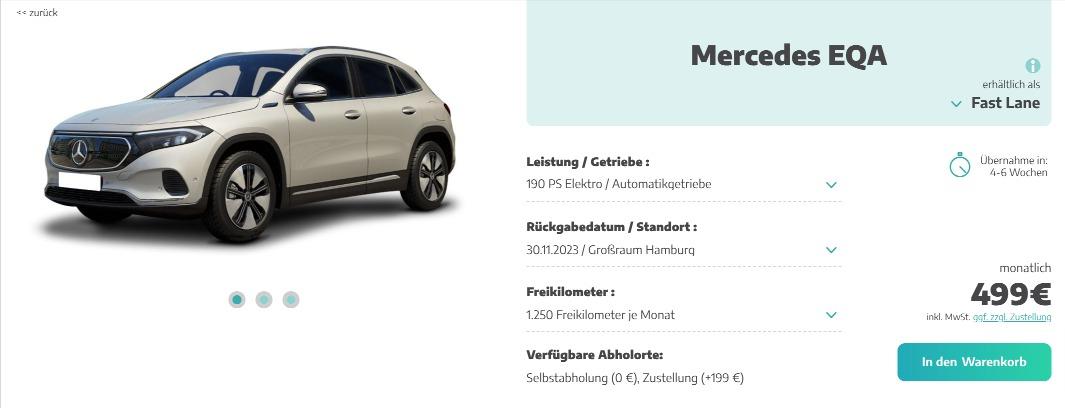 << zurück
Mercedes EQA
erhältlich als
Fast Lane
Leistung / Getriebe :
190 PS Elektro / Automatikgetriebe
Übernahme in:
4-6 Wochen
Rückgabedatum / Standort :
30.11.2023 / Großraum Hamburg
Freikilometer :
1.250 Freikilometer je Monat
monatlich
499€
inkl. MwSt. ggf. zzgl. Zustellung
Verfügbare Abholorte:
Selbstabholung (0 €), Zustellung (+199 €)
In den Warenkorb